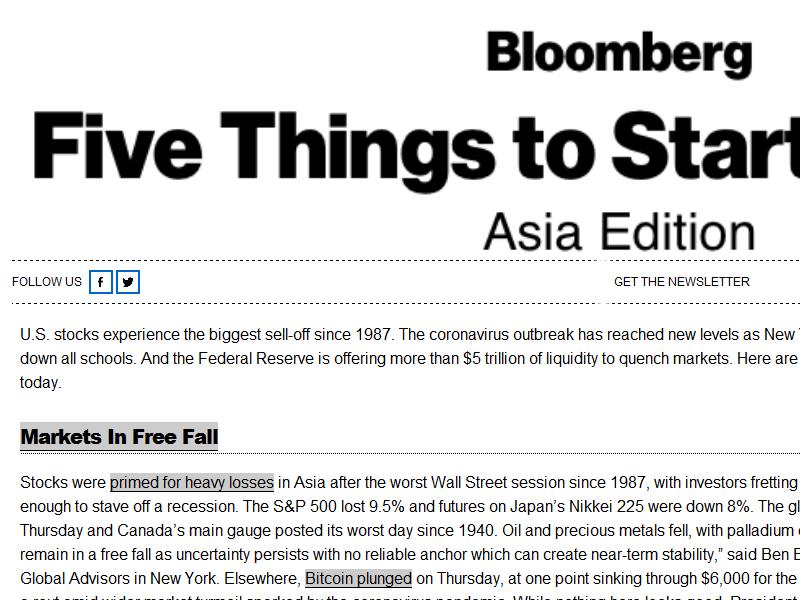 Bloomberg
Five Things to Start
Asia Edition
FOLLOW US
GET THE NEWSLETTER
U.S. stocks experience the biggest sell-off since 1987. The coronavirus outbreak has reached new levels as New
down all schools. And the Federal Reserve is offering more than $5 trillion of liquidity to quench markets. Here are
today.
Markets In Free Fall
Stocks were primed for heavy losses in Asia after the worst Wall Street session since 1987, with investors fretting
enough to stave off a recession. The S&P 500 lost 9.5% and futures on Japan’s Nikkei 225 were down 8%. The gl
Thursday and Canada’s main gauge posted its worst day since 1940. Oil and precious metals fell, with palladium
remain in a free fall as uncertainty persists with no reliable anchor which can create near-term stability,” said Ben
Global Advisors in New York. Elsewhere, Bitcoin plunged on Thursday, at one point sinking through $6,000 for the